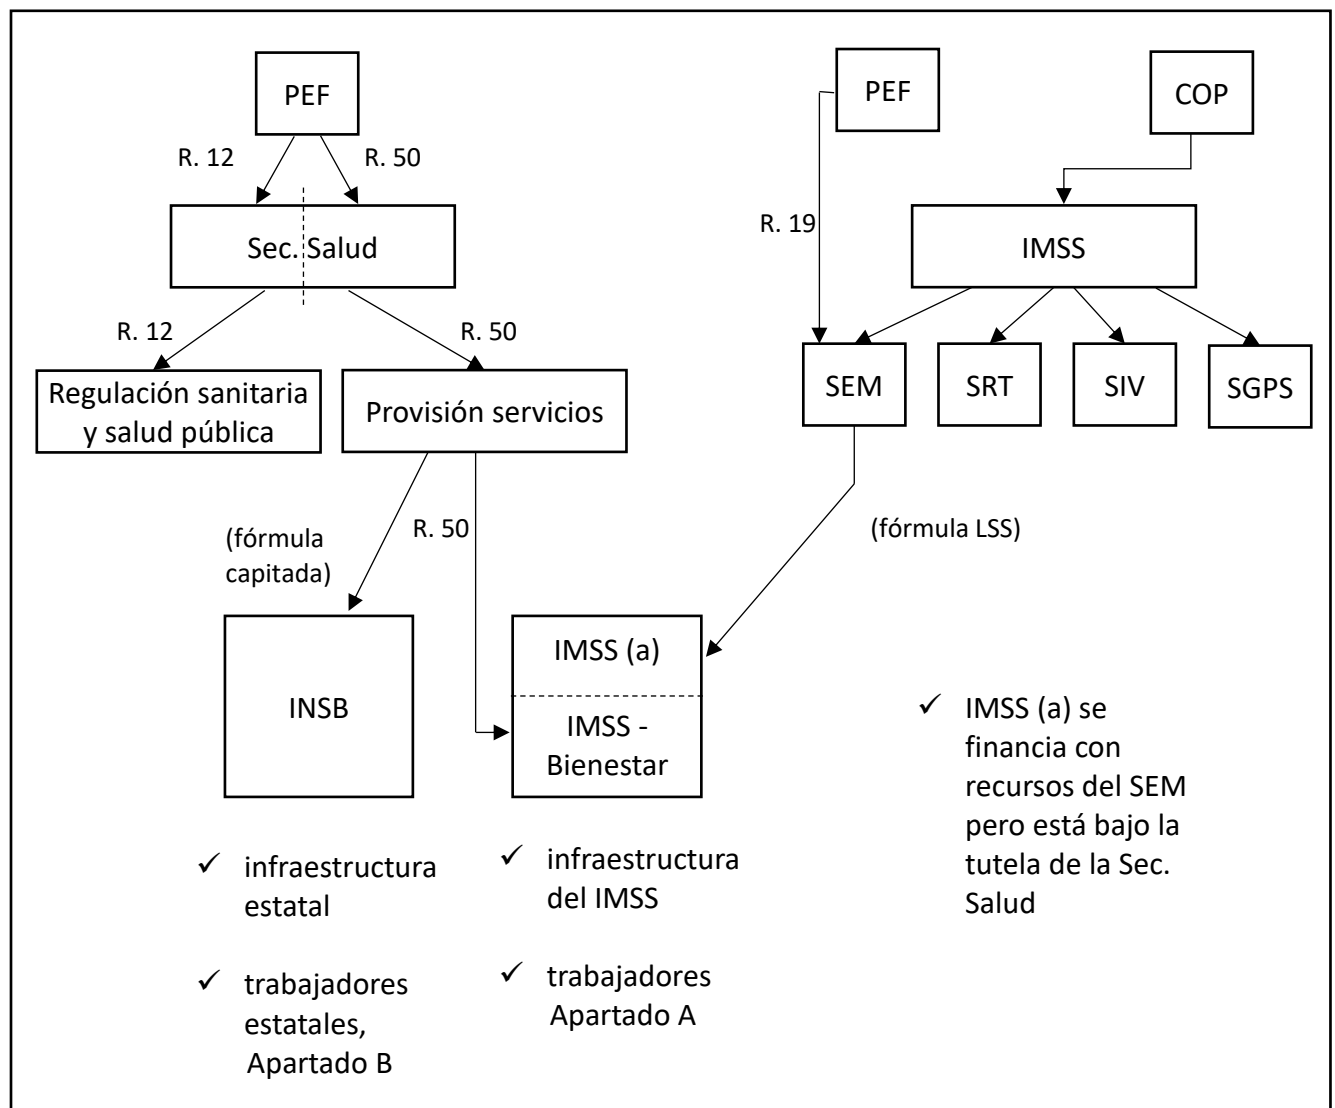 PEF
PEF
COP
R. 12
R. 50
R. 19
Sec. Salud
IMSS
R. 12
R. 50
Regulación sanitaria
y salud pública
Provisión servicios
SEM
SRT
SIV
SGPS
(fórmula
capitada)
R. 50
(fórmula LSS)
INSB
IMSS (a)
IMSS -
Bienestar
✓ IMSS (a) se
financia con
recursos del SEM
pero está bajo la
tutela de la Sec.
Salud
✓ infraestructura
estatal
✓ trabajadores
estatales,
Apartado B
✓ infraestructura
del IMSS
✓ trabajadores
Apartado A